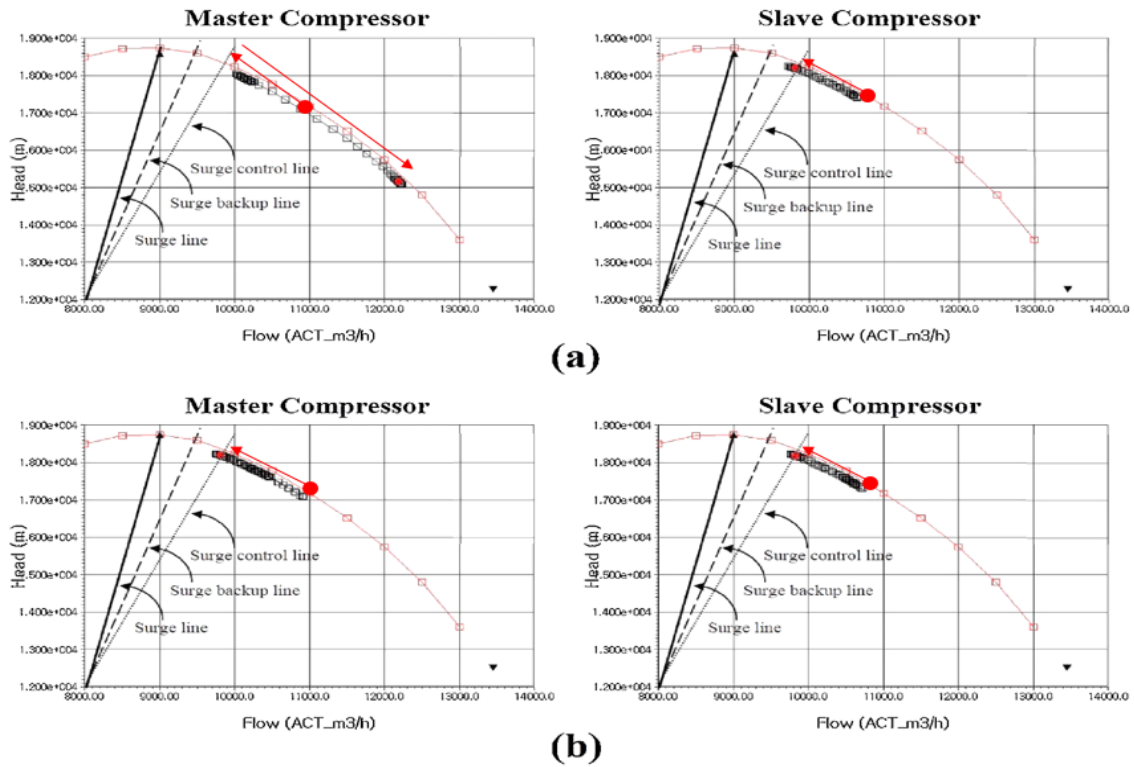 Master Compressor
Slave Compressor
Head (m)
1.900e+004
1.800e+004
1.700e+004
1.600e+004
1.500e+004
1.400e+004
1.300e+004
1.200e+004
Surge control line
Surge backup line
Surge line
8000.0 9000.0 10000.0 11000.0 12000.0 13000.0 14000.0
Flow (ACT_m3/h)
Head (m)
1.900e+004
1.800e+004
1.700e+004
1.600e+004
1.500e+004
1.400e+004
1.300e+004
1.200e+004
Surge control line
Surge backup line
Surge line
8000.0 9000.0 10000.0 11000.0 12000.0 13000.0 14000.0
Flow (ACT_m3/h)
(a)
Master Compressor
Slave Compressor
Head (m)
1.900e+004
1.800e+004
1.700e+004
1.600e+004
1.500e+004
1.400e+004
1.300e+004
1.200e+004
Surge control line
Surge backup line
Surge line
8000.0 9000.0 10000.0 11000.0 12000.0 13000.0 14000.0
Flow (ACT_m3/h)
Head (m)
1.900e+004
1.800e+004
1.700e+004
1.600e+004
1.500e+004
1.400e+004
1.300e+004
1.200e+004
Surge control line
Surge backup line
Surge line
8000.0 9000.0 10000.0 11000.0 12000.0 13000.0 14000.0
Flow (ACT_m3/h)
(b)